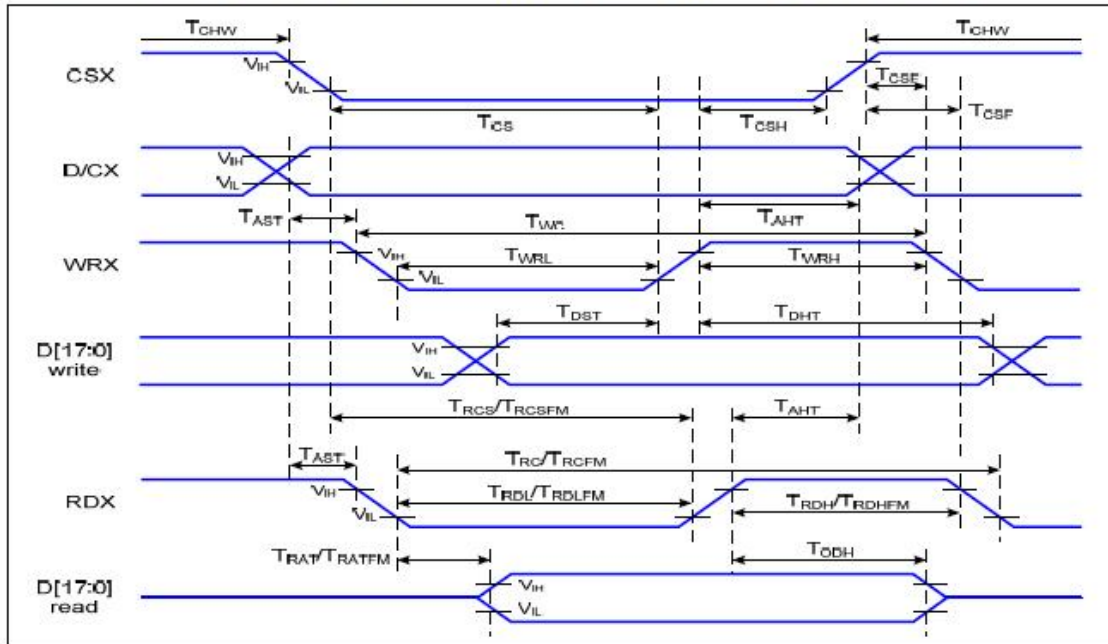 TCHW
TCHW
CSX
VIH
VIL
TCSF
TCS
TCSH
TCSF
D/CX
VIH
VIL
TAST
TWC
TAHT
WRX
VIH
VIL
TWRL
TWRH
TDST
TDHT
D[17:0]
write
VIH
VIL
TRCS/TRCSFM
TAHT
TAST
TRC/TRCFM
RDX
VIH
VIL
TRDL/TRDLFM
TRDH/TRDHFM
TRAT/TRATFM
TODH
D[17:0]
read
VIH
VIL